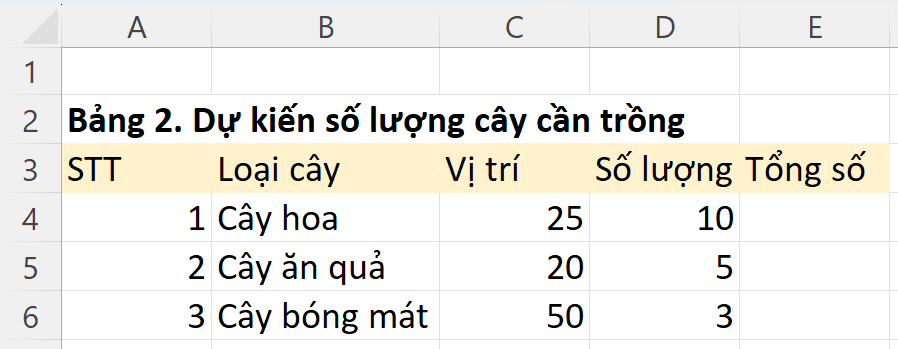 A B C D E
1
2 Bảng 2. Dự kiến số lượng cây cần trồng
3 STT Loại cây Vị trí Số lượng Tổng số
4 1 Cây hoa 25 10
5 2 Cây ăn quả 20 5
6 3 Cây bóng mát 50 3